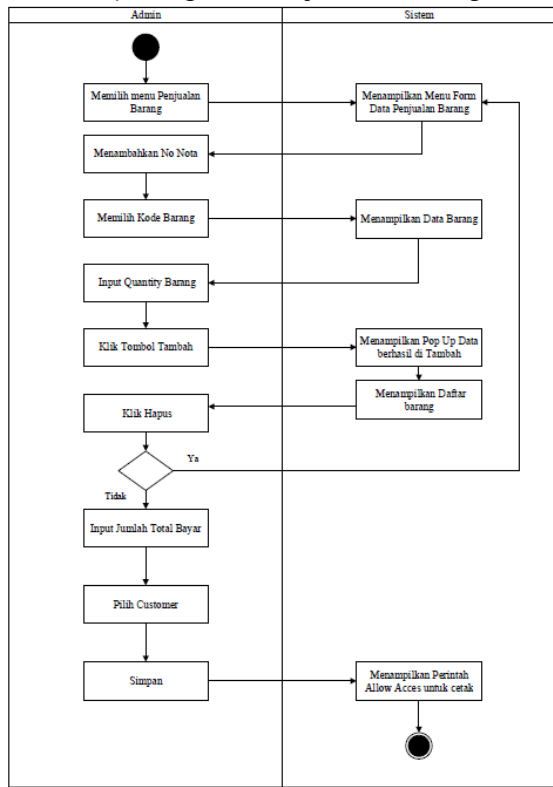 Admin
Sistem
Memilih menu Penjualan
Barang
Menampilkan Menu Form
Data Penjualan Barang
Menambahkan No Nota
Memilih Kode Barang
Menampilkan Data Barang
Input Quantity Barang
Klik Tombol Tambah
Menampilkan Pop Up Data
berhasil di Tambah
Menampilkan Daftar
barang
Klik Hapus
Ya
Tidak
Input Jumlah Total Bayar
Pilih Customer
Simpan
Menampilkan Perintah
Allow Acces untuk cetak